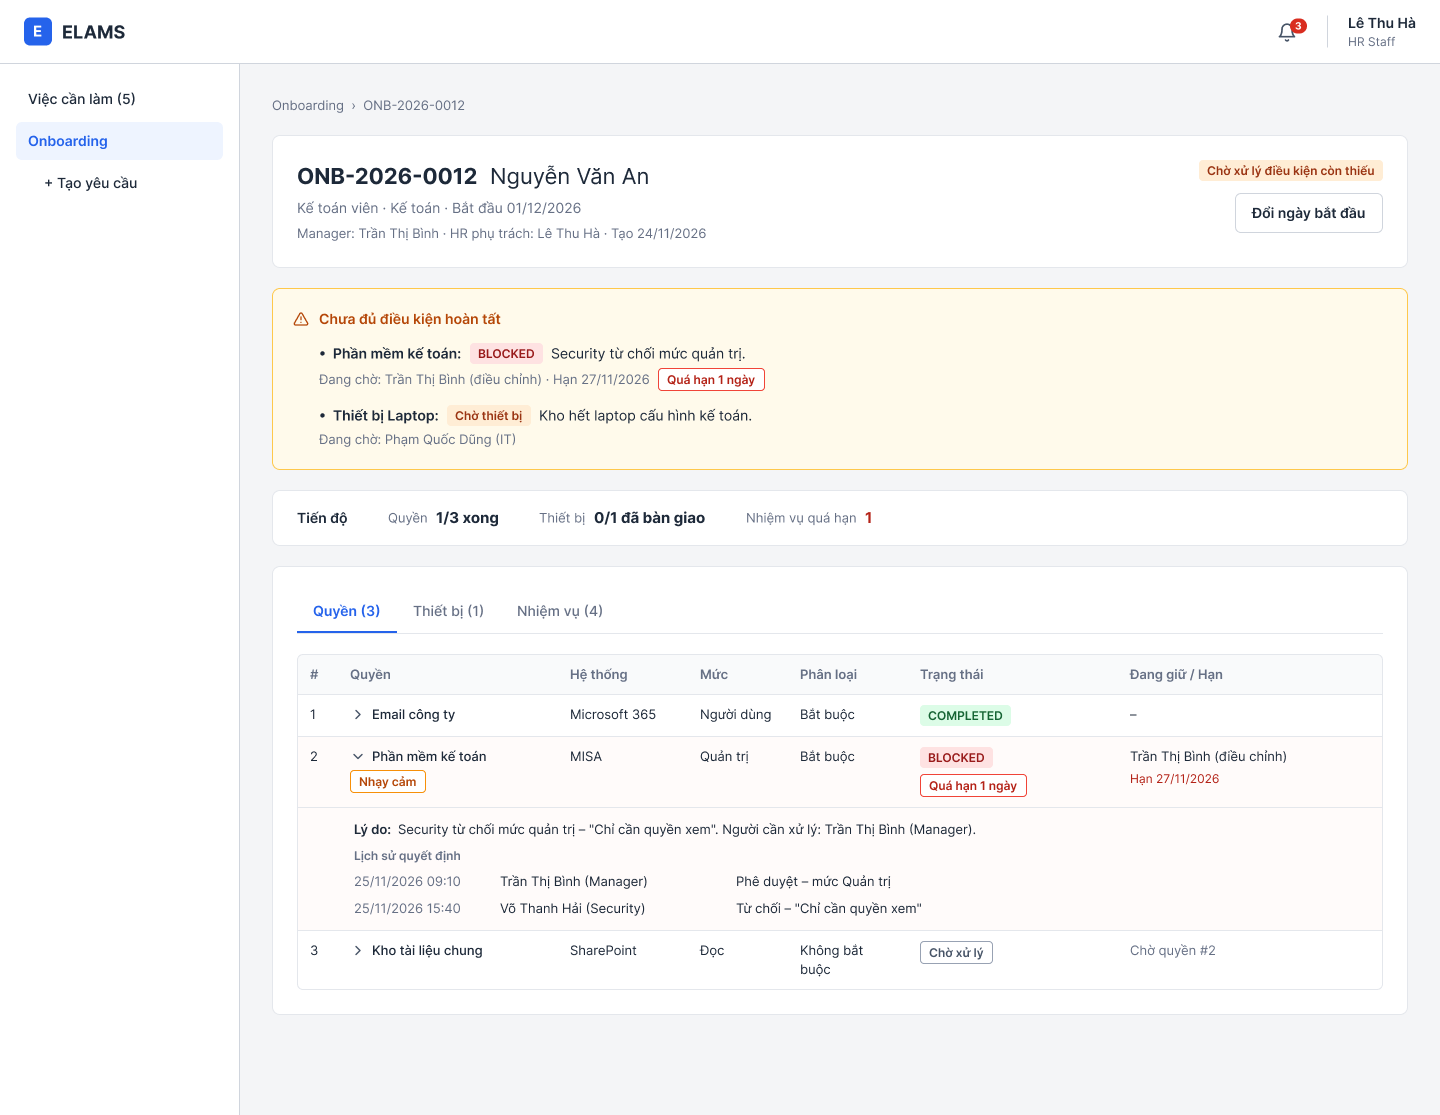 E ELAMS
3
Lê Thu Hà
HR Staff
Việc cần làm (5)
Onboarding
+ Tạo yêu cầu
Onboarding › ONB-2026-0012
ONB-2026-0012 Nguyễn Văn An
Kế toán viên · Kế toán · Bắt đầu 01/12/2026
Manager: Trần Thị Bình · HR phụ trách: Lê Thu Hà · Tạo 24/11/2026
Chờ xử lý điều kiện còn thiếu
Đổi ngày bắt đầu
Chưa đủ điều kiện hoàn tất
• Phần mềm kế toán: BLOCKED Security từ chối mức quản trị.
Đang chờ: Trần Thị Bình (điều chỉnh) · Hạn 27/11/2026 Quá hạn 1 ngày
• Thiết bị Laptop: Chờ thiết bị Kho hết laptop cấu hình kế toán.
Đang chờ: Phạm Quốc Dũng (IT)
Tiến độ Quyền 1/3 xong Thiết bị 0/1 đã bàn giao Nhiệm vụ quá hạn 1
Quyền (3) Thiết bị (1) Nhiệm vụ (4)
# Quyền Hệ thống Mức Phân loại Trạng thái Đang giữ / Hạn
1 Email công ty Microsoft 365 Người dùng Bắt buộc COMPLETED –
2 Phần mềm kế toán MISA Quản trị Bắt buộc BLOCKED Trần Thị Bình (điều chỉnh)
Nhạy cảm Quá hạn 1 ngày Hạn 27/11/2026
Lý do: Security từ chối mức quản trị – "Chỉ cần quyền xem". Người cần xử lý: Trần Thị Bình (Manager).
Lịch sử quyết định
25/11/2026 09:10 Trần Thị Bình (Manager) Phê duyệt – mức Quản trị
25/11/2026 15:40 Võ Thanh Hải (Security) Từ chối – "Chỉ cần quyền xem"
3 Kho tài liệu chung SharePoint Đọc Không bắt Chờ xử lý Chờ quyền #2
buộc